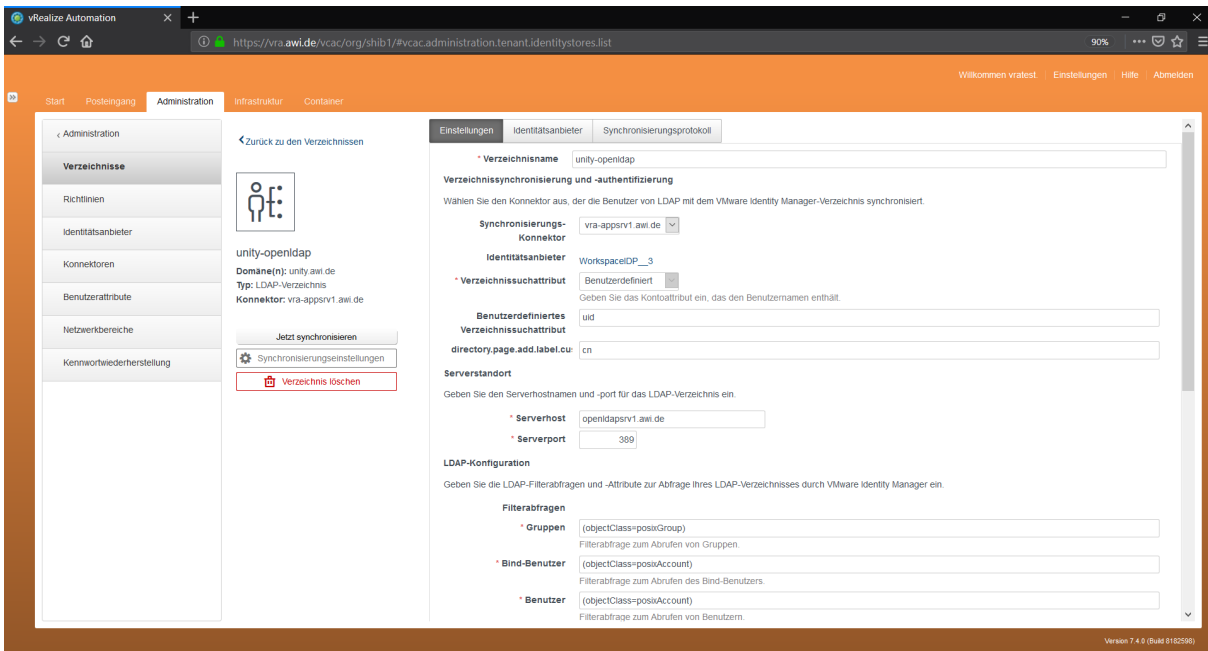 vRealize Automation
https://vra.awi.de/vcac/org/shib1/#vcac.administration.tenant.identitystores.list
90%
Willkommen vratest
Einstellungen
Hilfe
Abmelden
Start
Posteingang
Administration
Infrastruktur
Container
Administration
Verzeichnisse
Richtlinien
Identitätsanbieter
Konnektoren
Benutzerattribute
Netzwerkbereiche
Kennwortwiederherstellung
Zurück zu den Verzeichnissen
unity-openldap
Domäne(n): unity.awi.de
Typ: LDAP-Verzeichnis
Konnektor: vra-appsrv1.awi.de
Jetzt synchronisieren
Synchronisierungseinstellungen
Verzeichnis löschen
Einstellungen
Identitätsanbieter
Synchronisierungsprotokoll
* Verzeichnisname unity-openldap
Verzeichnissynchronisierung und -authentifizierung
Wählen Sie den Konnektor aus, der die Benutzer von LDAP mit dem VMware Identity Manager-Verzeichnis synchronisiert.
Synchronisierungs-
Konnektor
vra-appsrv1.awi.de
Identitätsanbieter WorkspaceIDP__3
* Verzeichnissuchattribut Benutzerdefiniert
Geben Sie das Kontoattribut ein, das den Benutzernamen enthält.
Benutzerdefiniertes
Verzeichnissuchattribut
uid
directory.page.add.label.cu cn
Serverstandort
Geben Sie den Serverhostnamen und -port für das LDAP-Verzeichnis ein.
* Serverhost openldapsrv1.awi.de
* Serverport 389
LDAP-Konfiguration
Geben Sie die LDAP-Filterabfragen und -Attribute zur Abfrage Ihres LDAP-Verzeichnisses durch VMware Identity Manager ein.
Filterabfragen
* Gruppen (objectClass=posixGroup)
Filterabfrage zum Abrufen von Gruppen.
* Bind-Benutzer (objectClass=posixAccount)
Filterabfrage zum Abrufen des Bind-Benutzers.
* Benutzer (objectClass=posixAccount)
Filterabfrage zum Abrufen von Benutzern.
Version 7.4.0 (Build 8182598)